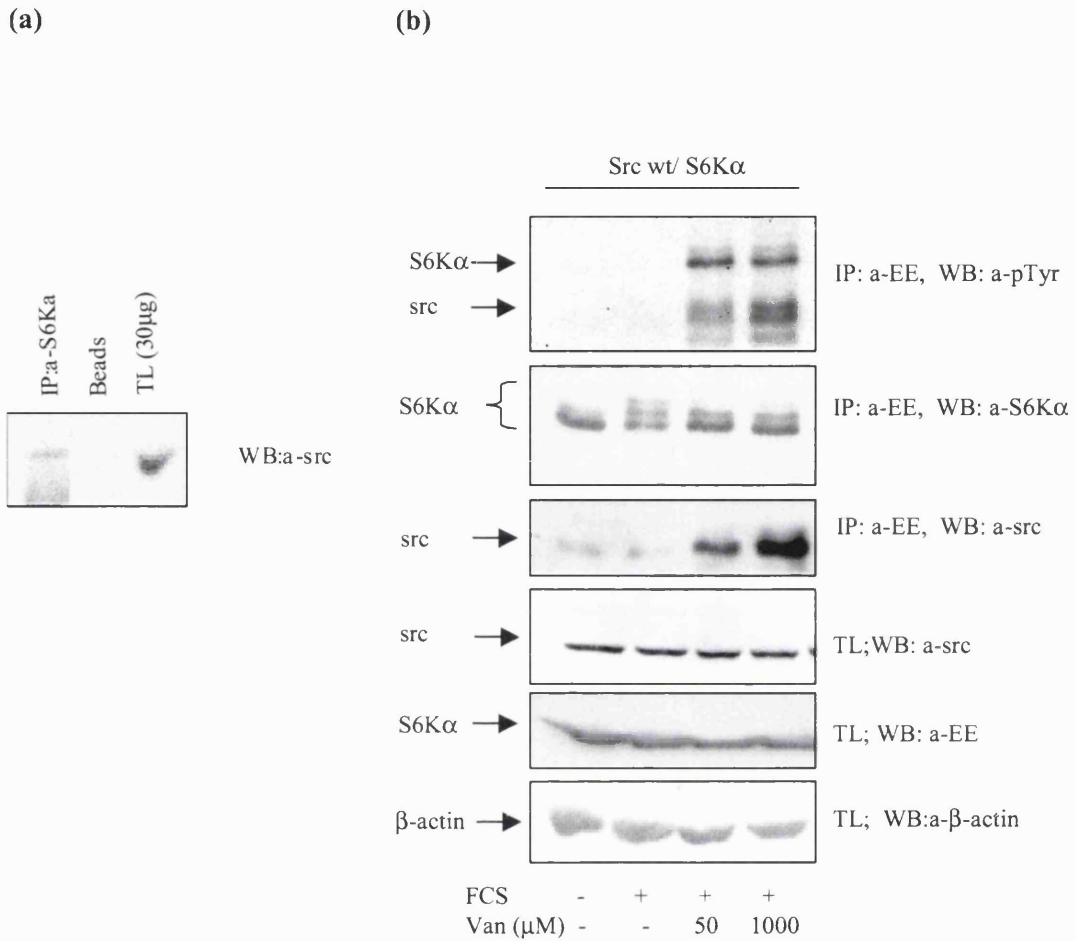 (a)
(b)
IP:a-S6Ka
Beads
TL (30µg)
WB:a-src
Src wt/ S6Kα
S6Kα
src
IP: a-EE, WB: a-pTyr
S6Kα
IP: a-EE, WB: a-S6Kα
src
IP: a-EE, WB: a-src
src
TL;WB: a-src
S6Kα
TL; WB: a-EE
β-actin
TL; WB:a-β-actin
FCS - + + +
Van (µM) - - 50 1000